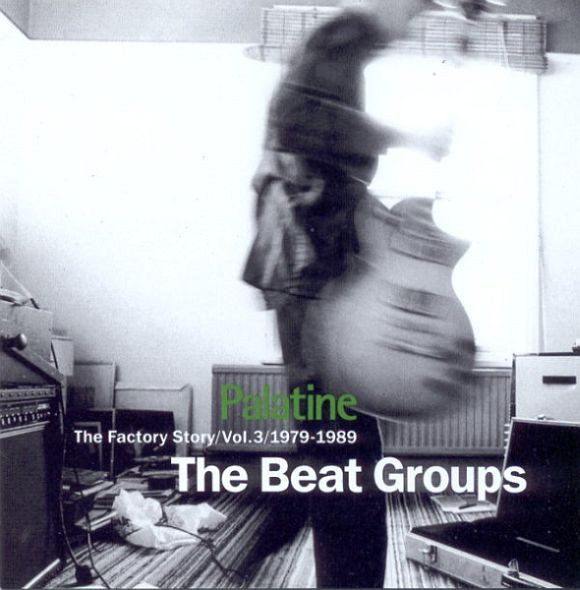 Palatine
The Factory Story/Vol.3/1979-1989
The Beat Groups